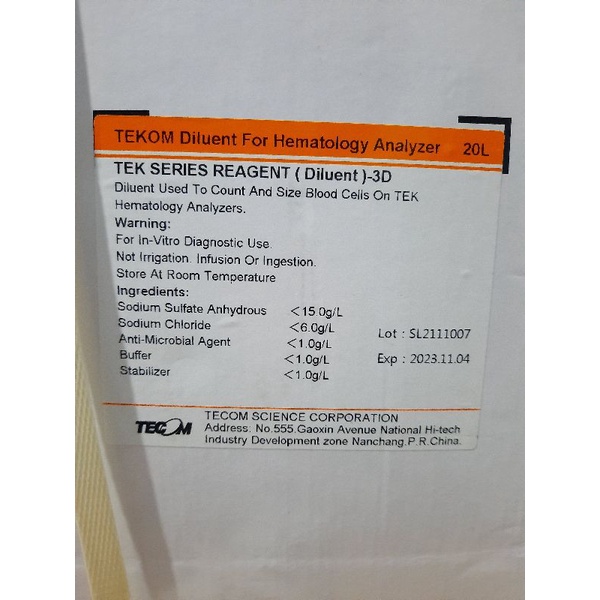 TEKOM Diluent For Hematology Analyzer 20L
TEK SERIES REAGENT ( Diluent )-3D
Diluent Used To Count And Size Blood Cells On TEK
Hematology Analyzers.
Warning:
For In-Vitro Diagnostic Use.
Not Irrigation. Infusion Or Ingestion.
Store At Room Temperature
Ingredients:
Sodium Sulfate Anhydrous <15.0g/L
Sodium Chloride <6.0g/L
Anti-Microbial Agent <1.0g/L
Buffer <1.0g/L
Stabilizer <1.0g/L
Lot : SL2111007
Exp : 2023.11.04
TECOM
TECOM SCIENCE CORPORATION
Address: No.555.Gaoxin Avenue National Hi-tech
Industry Development zone Nanchang.P.R.China.